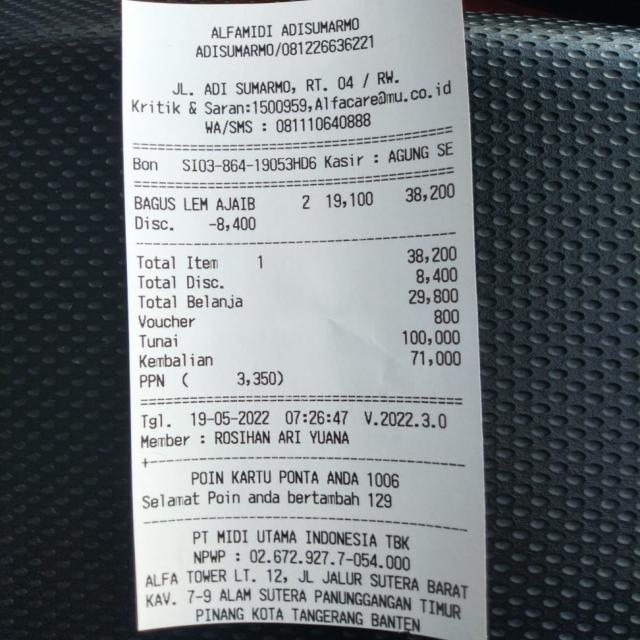 ALFAMIDI ADISUMARMO
ADISUMARMO/081226636221
JL. ADI SUMARMO, RT. 04 / RW.
Kritik & Saran:1500959,Alfacare@mu.co.id
WA/SMS : 081110640888
Bon SI03-864-19053HD6 Kasir : AGUNG SE
BAGUS LEM AJAIB 2 19,100 38,200
Disc. -8,400
Total Item 1 38,200
Total Disc. 8,400
Total Belanja 29,800
Voucher 800
Tunai 100,000
Kembalian 71,000
PPN ( 3,350)
Tgl. 19-05-2022 07:26:47 V.2022.3.0
Member : ROSIHAN ARI YUANA
POIN KARTU PONTA ANDA 1006
Selamat Poin anda bertambah 129
PT MIDI UTAMA INDONESIA TBK
NPWP : 02.672.927.7-054.000
ALFA TOWER LT. 12, JL JALUR SUTERA BARAT
KAV. 7-9 ALAM SUTERA PANUNGGANGAN TIMUR
PINANG KOTA TANGERANG BANTEN